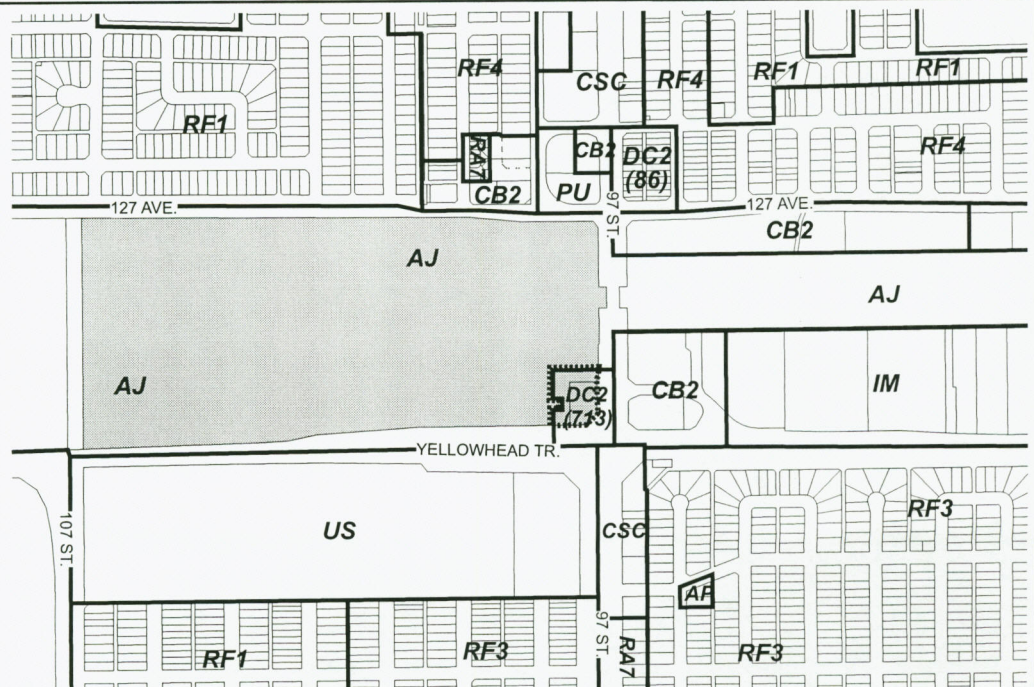 RF4
CSC
RF4
RF1
RF1
RF1
RA7
CB2
CB2
DC2
(86)
RF4
PU
127 AVE.
97 ST.
127 AVE.
CB2
AJ
AJ
AJ
DC2
(713)
CB2
IM
YELLOWHEAD TR.
107 ST.
US
CSC
RF3
AP
97 ST.
RA7
RF1
RF3
RF3